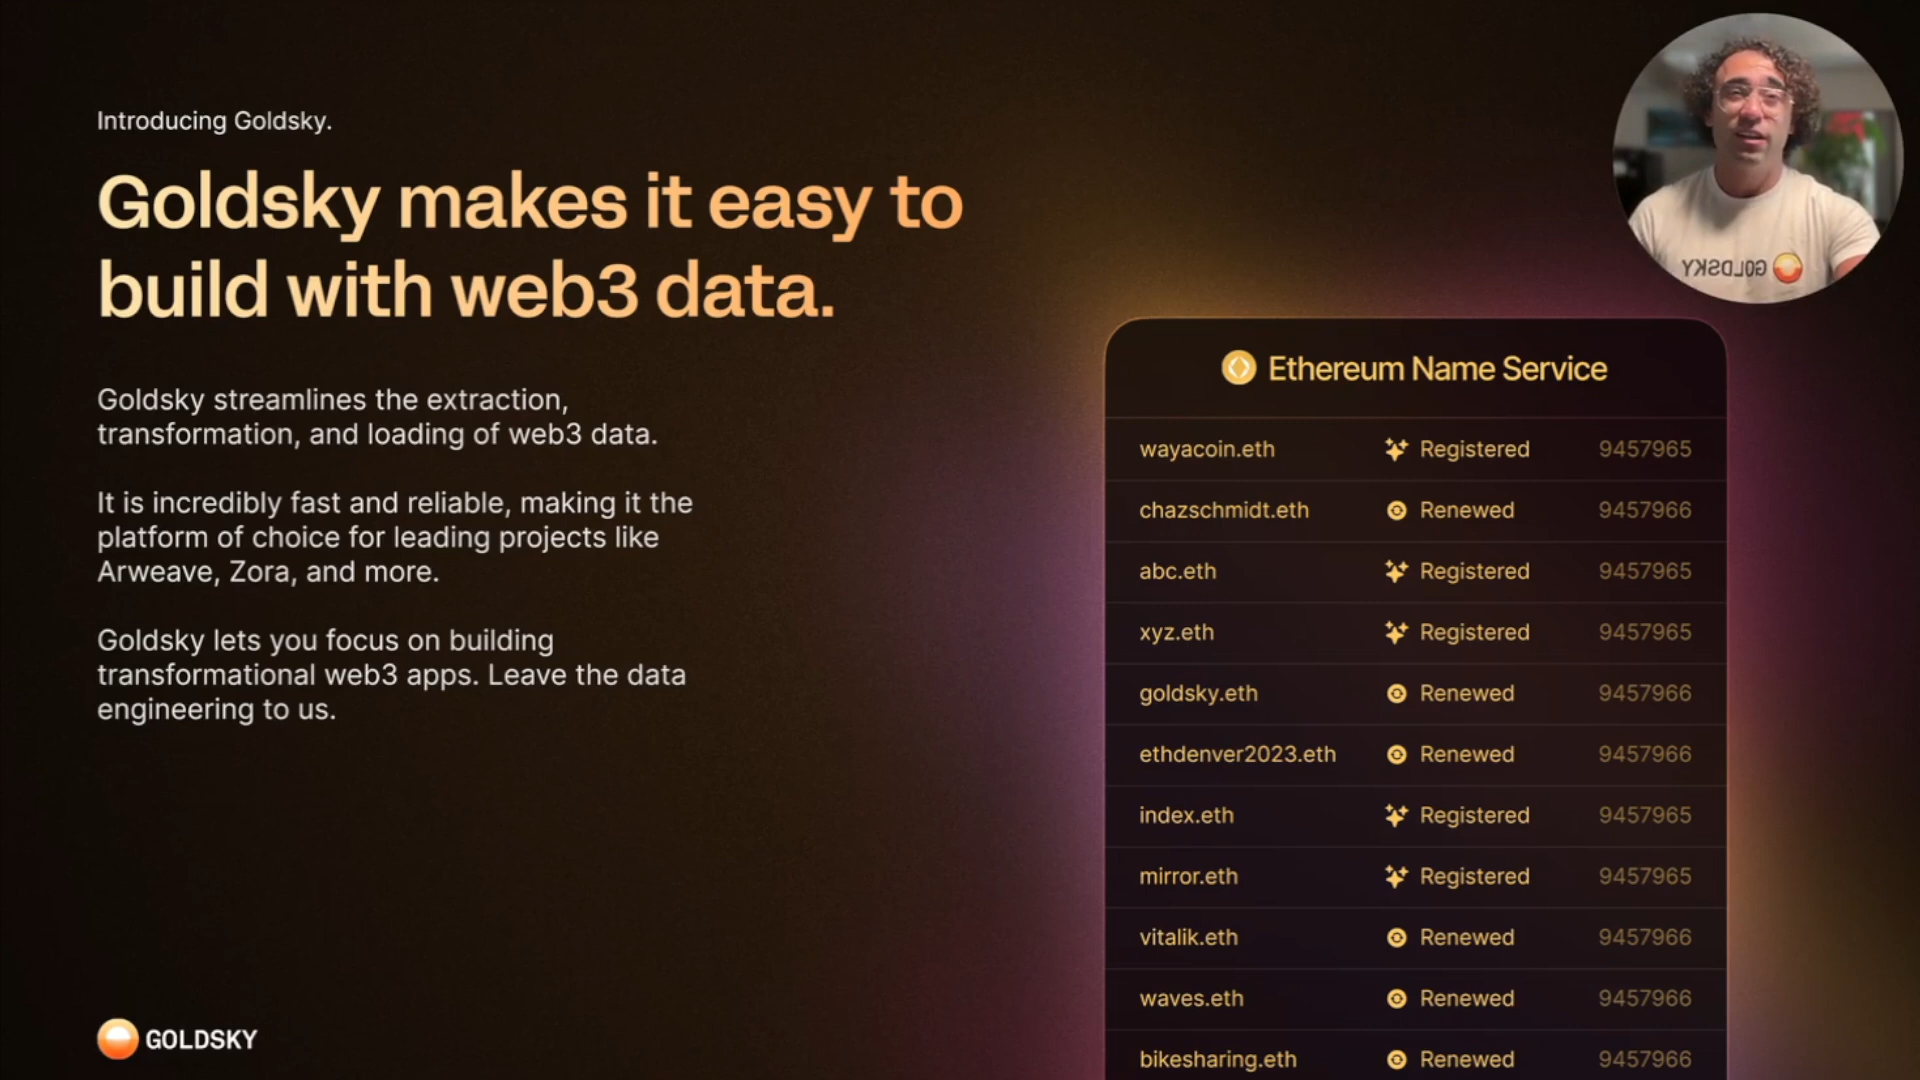 Introducing Goldsky.
Goldsky makes it easy to
build with web3 data.
Goldsky streamlines the extraction,
transformation, and loading of web3 data.
It is incredibly fast and reliable, making it the
platform of choice for leading projects like
Arweave, Zora, and more.
Goldsky lets you focus on building
transformational web3 apps. Leave the data
engineering to us.
GOLDSKY
GOLDSKY
Ethereum Name Service
wayacoin.eth Registered 9457965
chazschmidt.eth Renewed 9457966
abc.eth Registered 9457965
xyz.eth Registered 9457965
goldsky.eth Renewed 9457966
ethdenver2023.eth Renewed 9457966
index.eth Registered 9457965
mirror.eth Registered 9457965
vitalik.eth Renewed 9457966
waves.eth Renewed 9457966
bikesharing.eth Renewed 9457966